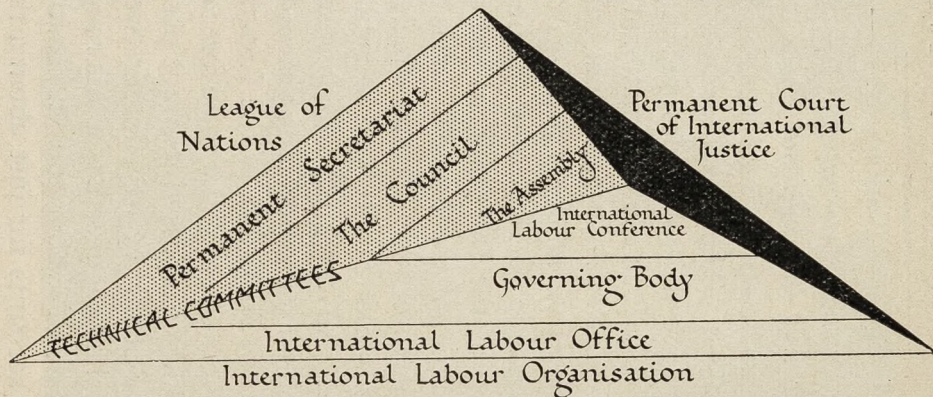 League of
Nations
Permanent Secretariat
The Council
The Assembly
TECHNICAL COMMITTEES
Permanent Court
of International
Justice
International
Labour Conference
Governing Body
International Labour Office
International Labour Organisation